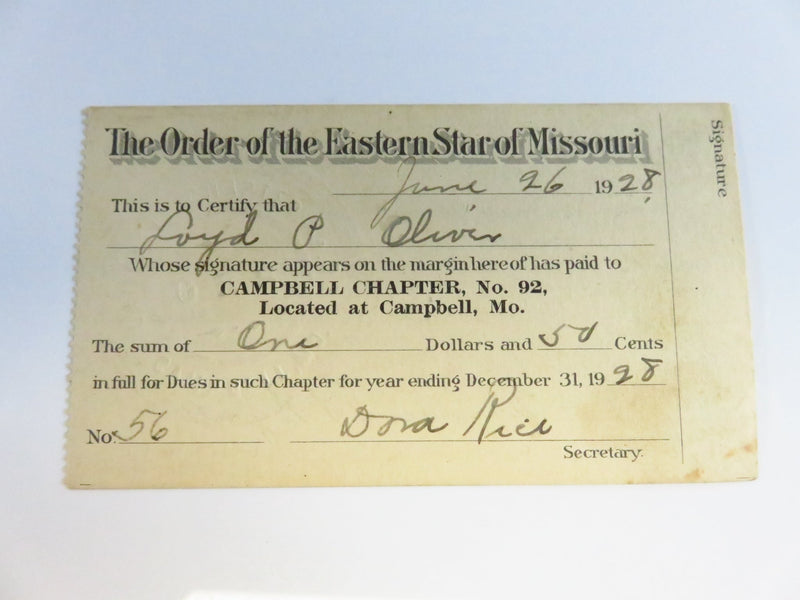 The Order of the Eastern Star of Missouri
June 26 1928
This is to Certify that
Loyd P Oliver
Whose signature appears on the margin hereof has paid to
CAMPBELL CHAPTER, No. 92,
Located at Campbell, Mo.
The sum of One Dollars and 50 Cents
in full for Dues in such Chapter for year ending December 31, 1928
No. 56 Dora Rice
Secretary.
Signature